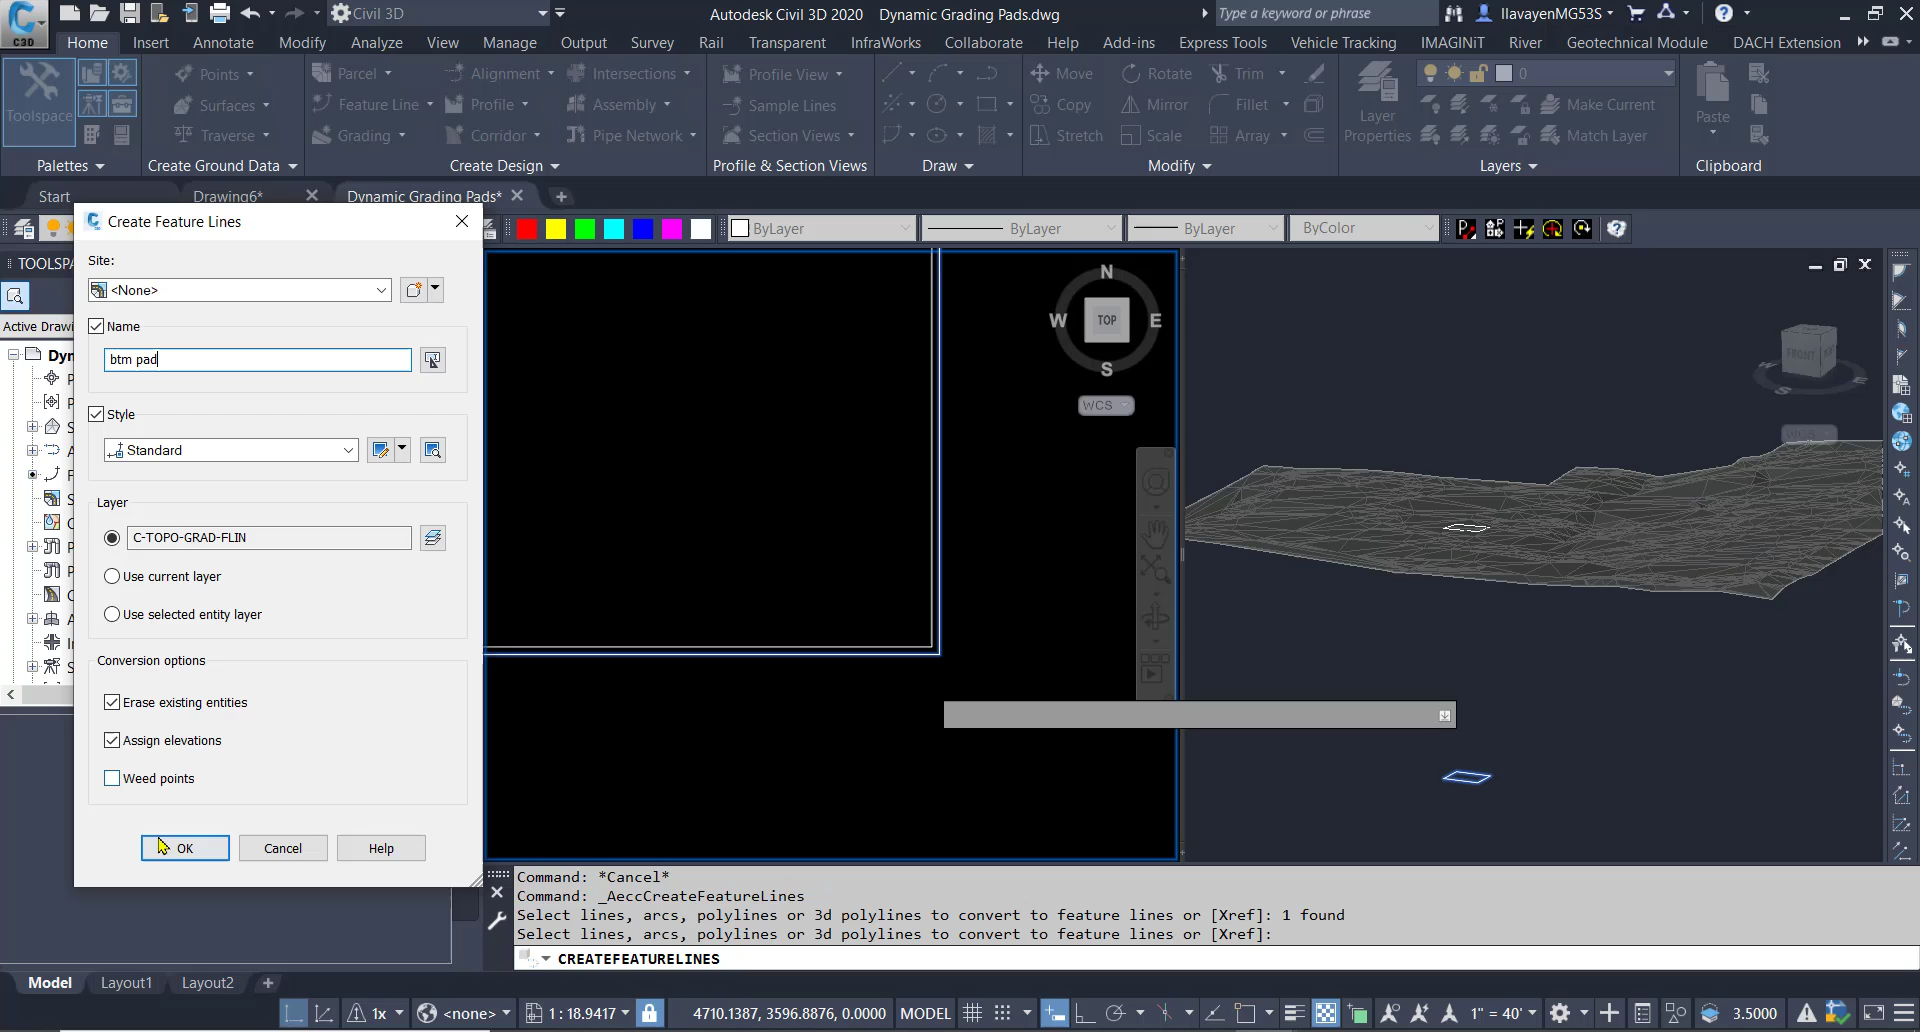 C3D
Civil 3D
Autodesk Civil 3D 2020 Dynamic Grading Pads.dwg
Type a keyword or phrase
IlavayenMG53S
Home Insert Annotate Modify Analyze View Manage Output Survey Rail Transparent InfraWorks Collaborate Help Add-ins Express Tools Vehicle Tracking IMAGINiT River Geotechnical Module DACH Extension
Toolspace
Points
Surfaces
Traverse
Parcel
Feature Line
Grading
Alignment
Profile
Corridor
Intersections
Assembly
Pipe Network
Profile View
Sample Lines
Section Views
Move
Copy
Stretch
Rotate
Mirror
Scale
Trim
Fillet
Array
Layer
Properties
0
Make Current
Match Layer
Paste
Palettes
Create Ground Data
Create Design
Profile & Section Views
Draw
Modify
Layers
Clipboard
Start
Drawing6*
Dynamic Grading Pads*
ByLayer
ByLayer
ByLayer
ByColor
Create Feature Lines
TOOLSPA
Site:
<None>
Active Drawi
Name
Dyn
btm pad
Style
Standard
Layer
C-TOPO-GRAD-FLIN
Use current layer
Use selected entity layer
Conversion options
Erase existing entities
Assign elevations
Weed points
OK
Cancel
Help
N
W
TOP
E
S
WCS
FRONT
WCS
Command: *Cancel*
Command: _AeccCreateFeatureLines
Select lines, arcs, polylines or 3d polylines to convert to feature lines or [Xref]: 1 found
Select lines, arcs, polylines or 3d polylines to convert to feature lines or [Xref]:
CREATEFEATURELINES
Model Layout1 Layout2
1x
<none>
1 : 18.9417
4710.1387, 3596.8876, 0.0000
MODEL
1" = 40'
3.5000